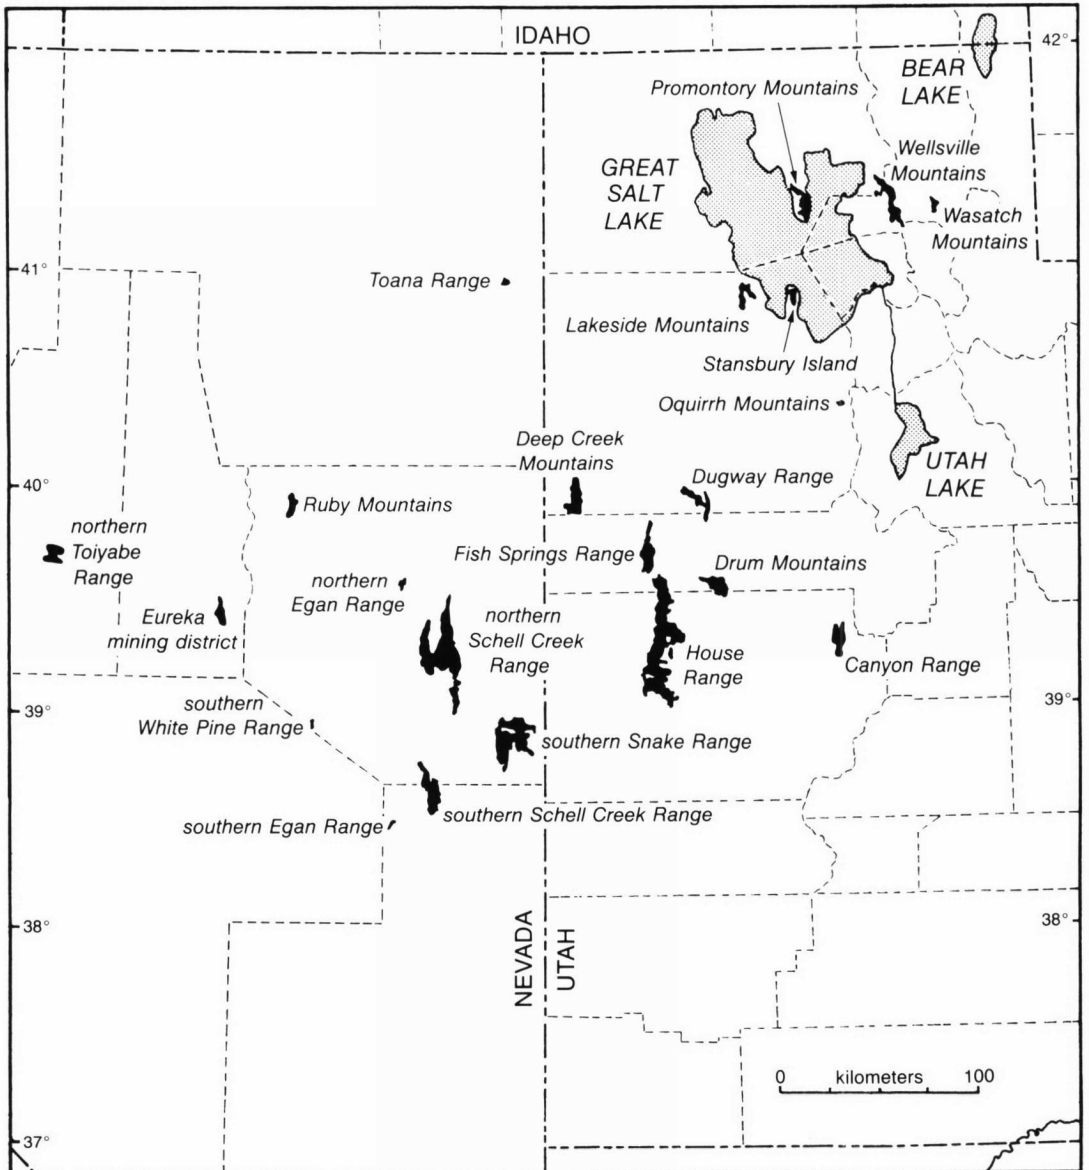 IDAHO
42°
BEAR
LAKE
Promontory Mountains
Wellsville
Mountains
GREAT
SALT
LAKE
Wasatch
Mountains
41°
Toana Range
Lakeside Mountains
Stansbury Island
Oquirrh Mountains
Deep Creek
Mountains
UTAH
LAKE
40°
Dugway Range
Ruby Mountains
northern
Toiyabe
Range
Fish Springs Range
Drum Mountains
northern
Egan Range
Eureka
mining district
northern
Schell Creek
Range
House
Range
Canyon Range
39°
39°
southern
White Pine Range
southern Snake Range
southern Schell Creek Range
southern Egan Range
38°
38°
NEVADA
UTAH
0 kilometers 100
37°